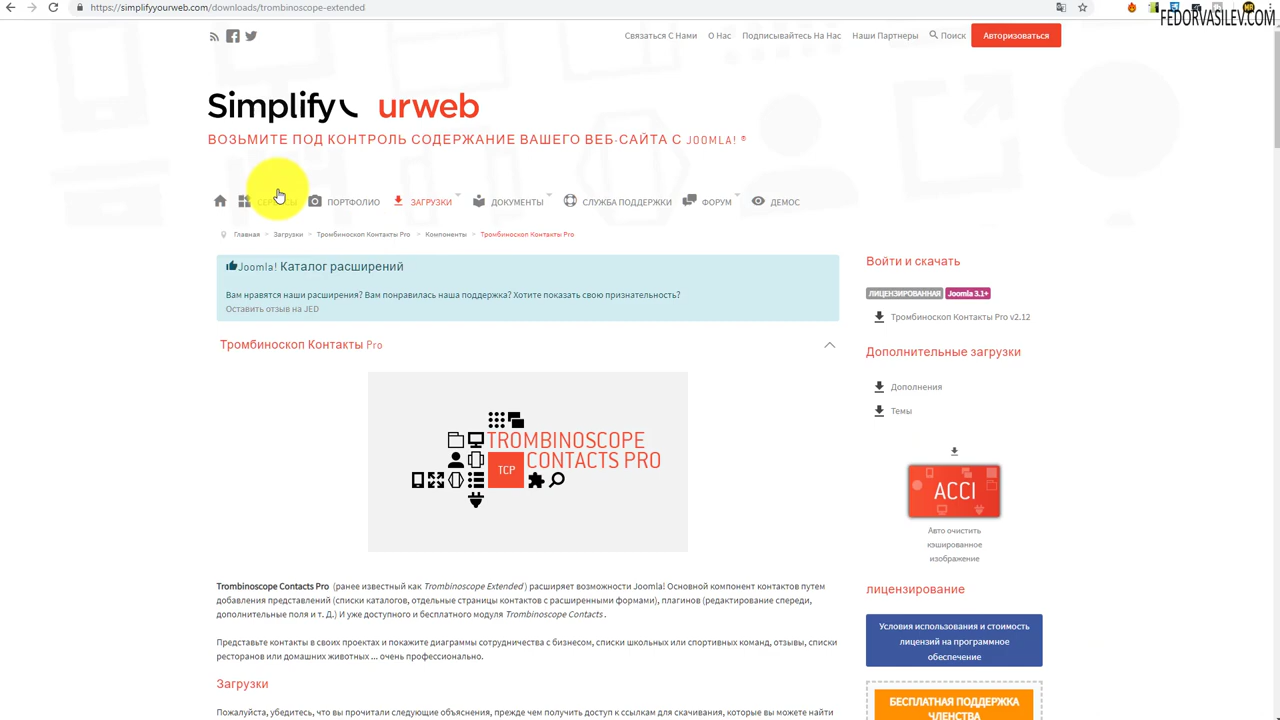 https://simplifyyourweb.com/downloads/trombinoscope-extended
FEDORVASILEV.COM
Связаться С Нами О Нас Подписывайтесь На Нас Наши Партнеры Поиск Авторизоваться
Simplify urweb
ВОЗЬМИТЕ ПОД КОНТРОЛЬ СОДЕРЖАНИЕ ВАШЕГО ВЕБ-САЙТА С JOOMLA! ®
ПОРТФОЛИО ЗАГРУЗКИ ДОКУМЕНТЫ СЛУЖБА ПОДДЕРЖКИ ФОРУМ ДЕМОС
Главная > Загрузки > Тромбиноскоп Контакты Pro > Компоненты > Тромбиноскоп Контакты Pro
Joomla! Каталог расширений
Вам нравятся наши расширения? Вам понравилась наша поддержка? Хотите показать свою признательность?
Оставить отзыв на JED
Тромбиноскоп Контакты Pro
TROMBINOSCOPE
CONTACTS PRO
TCP
Trombinoscope Contacts Pro (ранее известный как Trombinoscope Extended ) расширяет возможности Joomla! Основной компонент контактов путем
добавления представлений (списки каталогов, отдельные страницы контактов с расширенными формами), плагинов (редактирование спереди,
дополнительные поля и т. Д.) И уже доступного и бесплатного модуля Trombinoscope Contacts .
Представьте контакты в своих проектах и покажите диаграммы сотрудничества с бизнесом, списки школьных или спортивных команд, отзывы, списки
ресторанов или домашних животных ... очень профессионально.
Загрузки
Пожалуйста, убедитесь, что вы прочитали следующие объяснения, прежде чем получить доступ к ссылкам для скачивания, которые вы можете найти
Войти и скачать
ЛИЦЕНЗИРОВАННАЯ Joomla 3.1+
Тромбиноскоп Контакты Pro v2.12
Дополнительные загрузки
Дополнения
Темы
ACCI
Авто очистить
кэшированное
изображение
лицензирование
Условия использования и стоимость
лицензий на программное
обеспечение
БЕСПЛАТНАЯ ПОДДЕРЖКА
ЧЛЕНСТВА